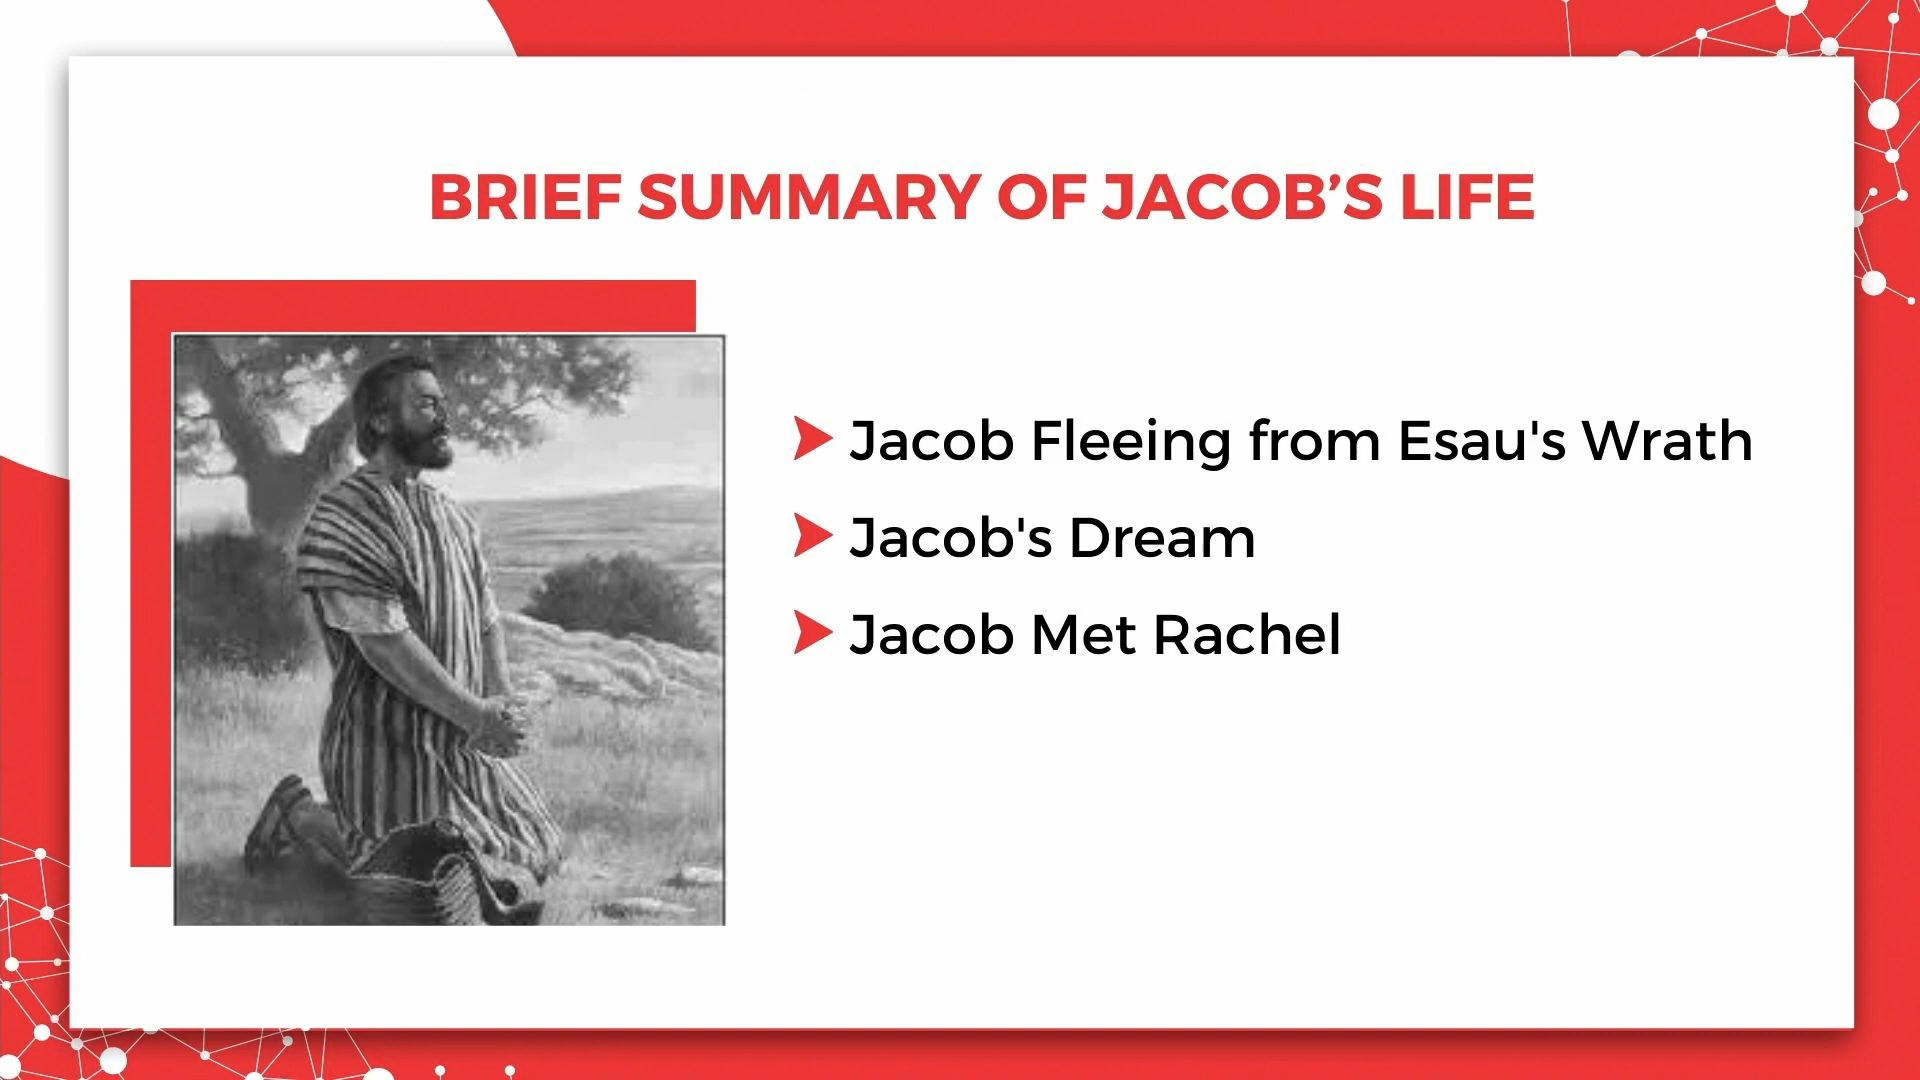 BRIEF SUMMARY OF JACOB’S LIFE
Jacob Fleeing from Esau's Wrath
Jacob's Dream
Jacob Met Rachel